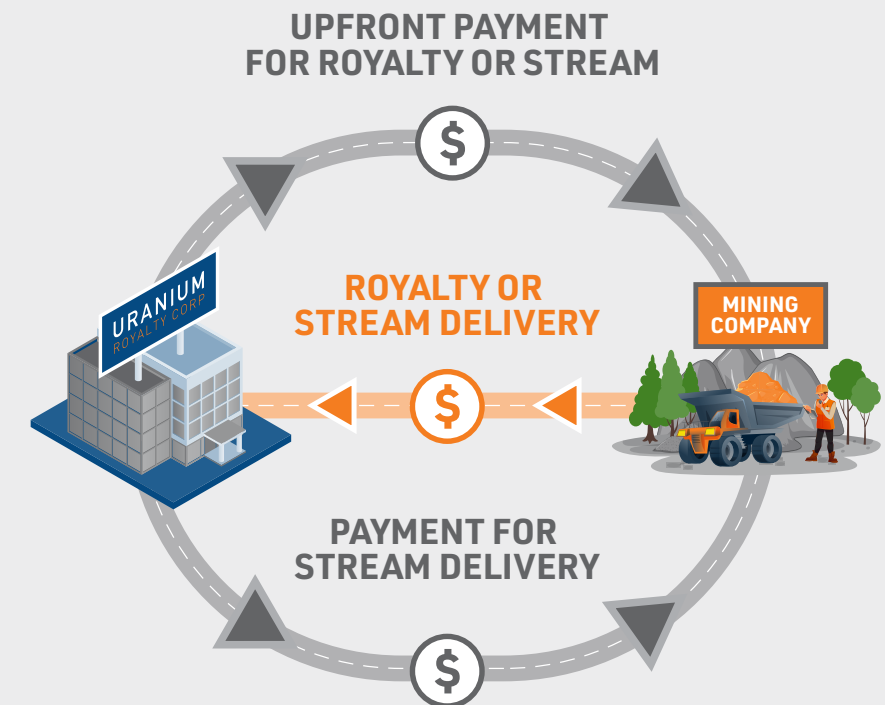 UPFRONT PAYMENT
FOR ROYALTY OR STREAM
$
URANIUM
ROYALTY CORP
ROYALTY OR
STREAM DELIVERY
$
MINING
COMPANY
PAYMENT FOR
STREAM DELIVERY
$